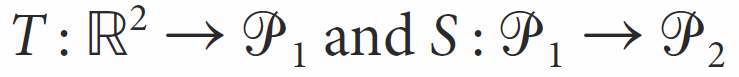 T : ℝ² → 𝒫₁ and S : 𝒫₁ → 𝒫₂